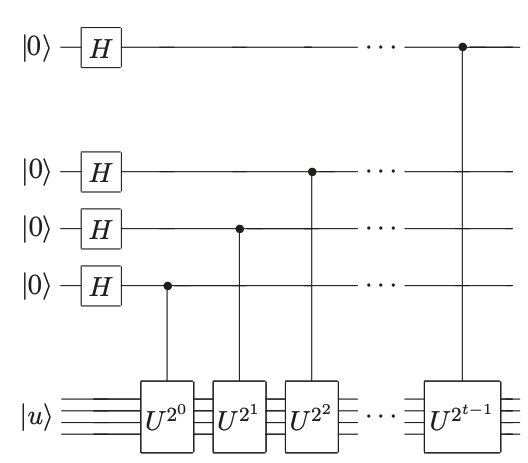 |0⟩ H ···
|0⟩ H ···
|0⟩ H ···
|0⟩ H ···
|u⟩ U^{2^0} U^{2^1} U^{2^2} ··· U^{2^{t−1}}